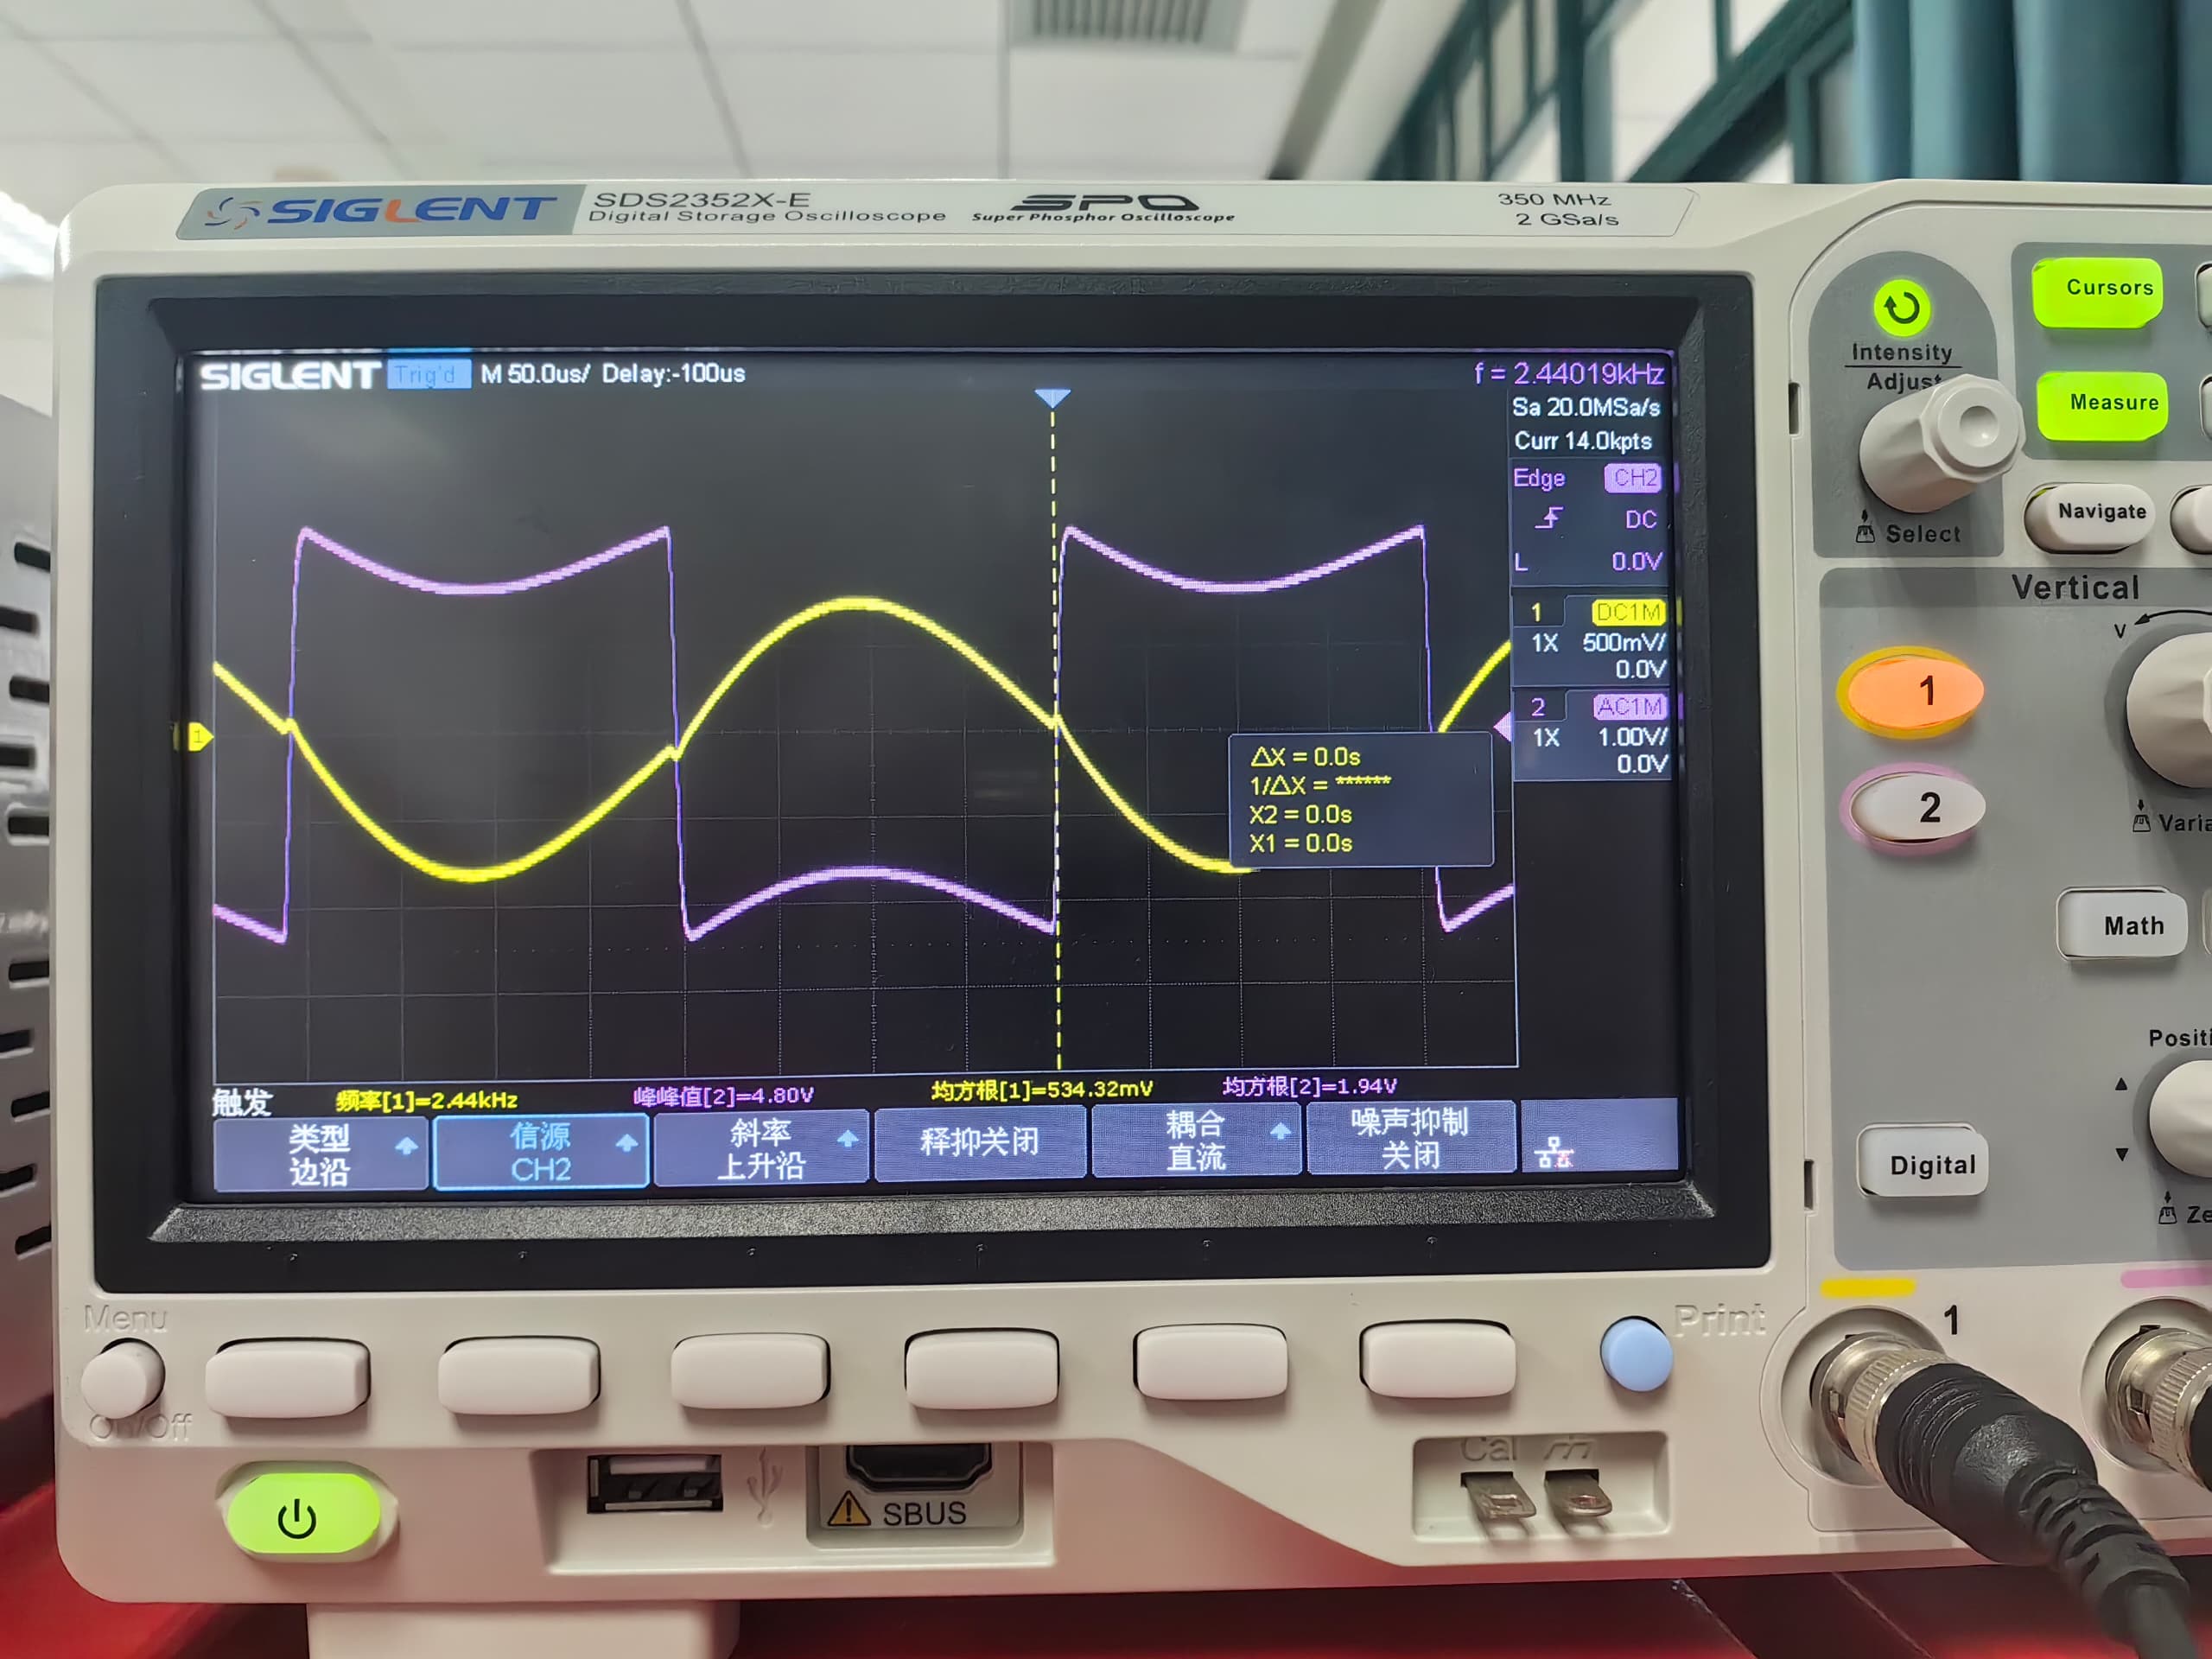 SIGLENT
SDS2352X-E
Digital Storage Oscilloscope
SPO
Super Phosphor Oscilloscope
350 MHz
2 GSa/s
SIGLENT Trig'd M 50.0us/ Delay:-100us
f = 2.44019kHz
Sa 20.0MSa/s
Curr 14.0kpts
Edge CH2
DC
L 0.0V
1 DC1M
1X 500mV/
0.0V
2 AC1M
1X 1.00V/
0.0V
1
ΔX = 0.0s
1/ΔX = ******
X2 = 0.0s
X1 = 0.0s
触发 频率[1]=2.44kHz 峰峰值[2]=4.80V 均方根[1]=534.32mV 均方根[2]=1.94V
类型
边沿
信源
CH2
斜率
上升沿
释抑关闭
耦合
直流
噪声抑制
关闭
Intensity
Adjust
Select
Cursors
Measure
Navigate
Vertical
V
1
2
Math
Digital
1
Menu
On/Off
Print
SBUS
Cal